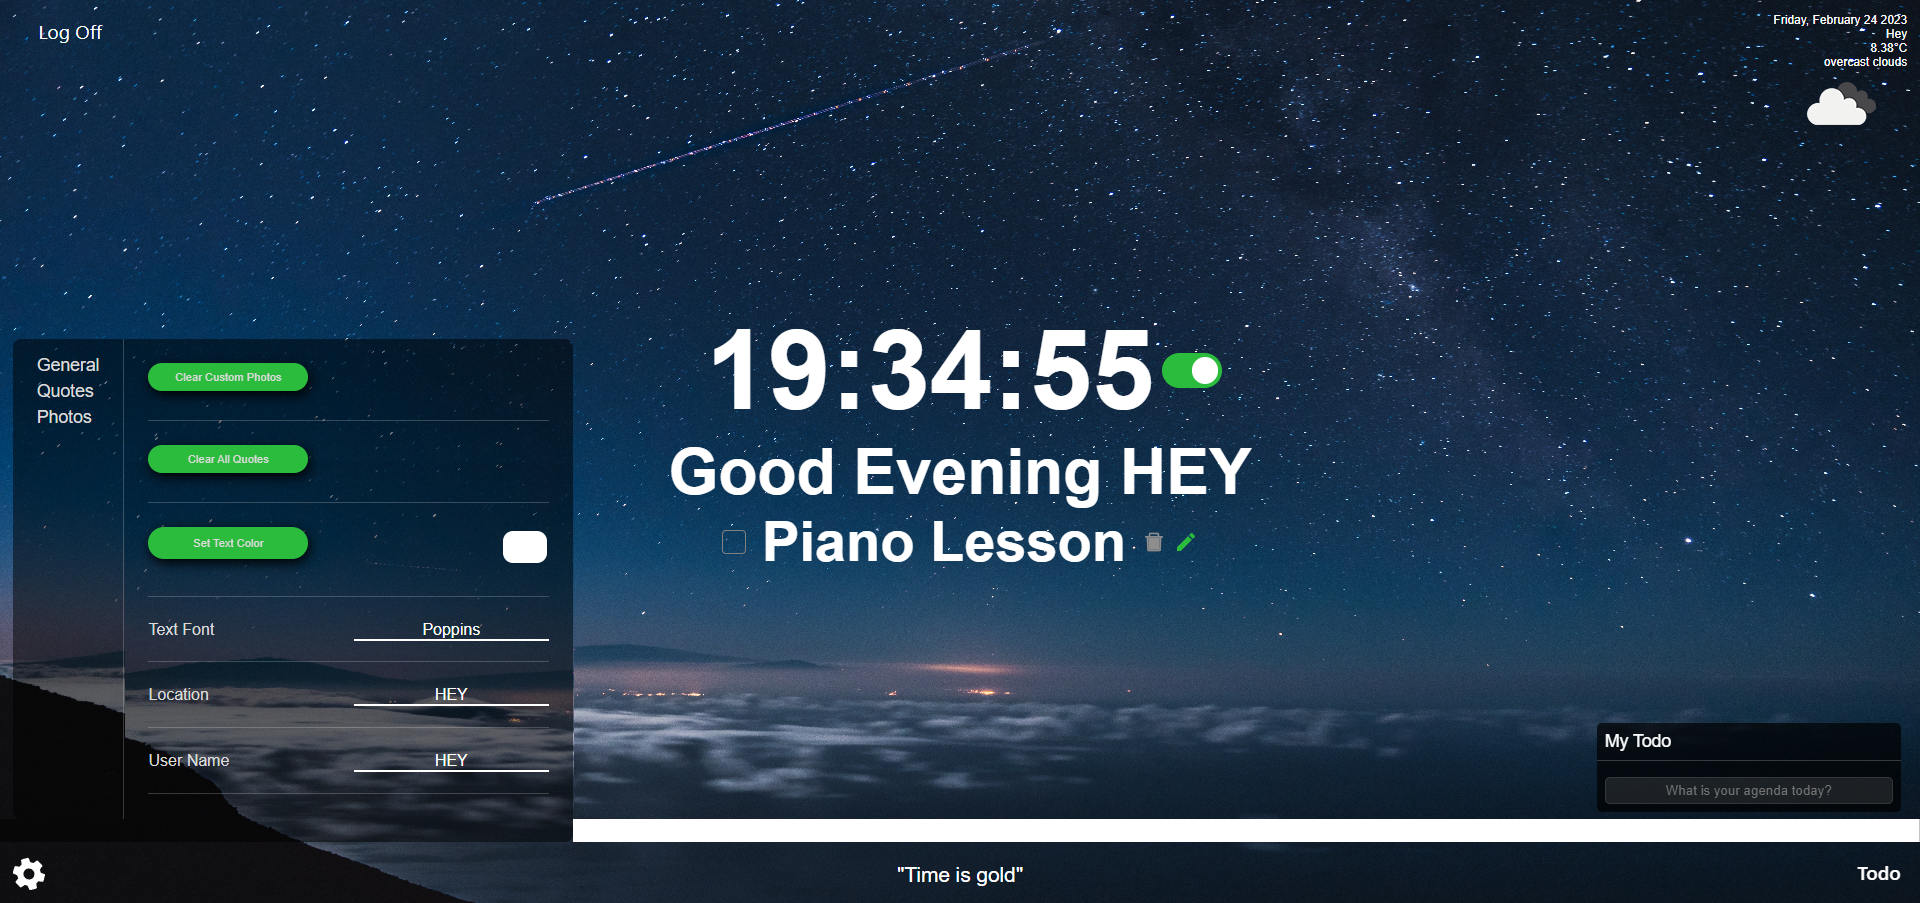 Log Off
Friday, February 24 2023
Hey
8.38°C
overcast clouds
19:34:55
Good Evening HEY
Piano Lesson
General
Quotes
Photos
Clear Custom Photos
Clear All Quotes
Set Text Color
Text Font Poppins
Location HEY
User Name HEY
My Todo
What is your agenda today?
"Time is gold"
Todo